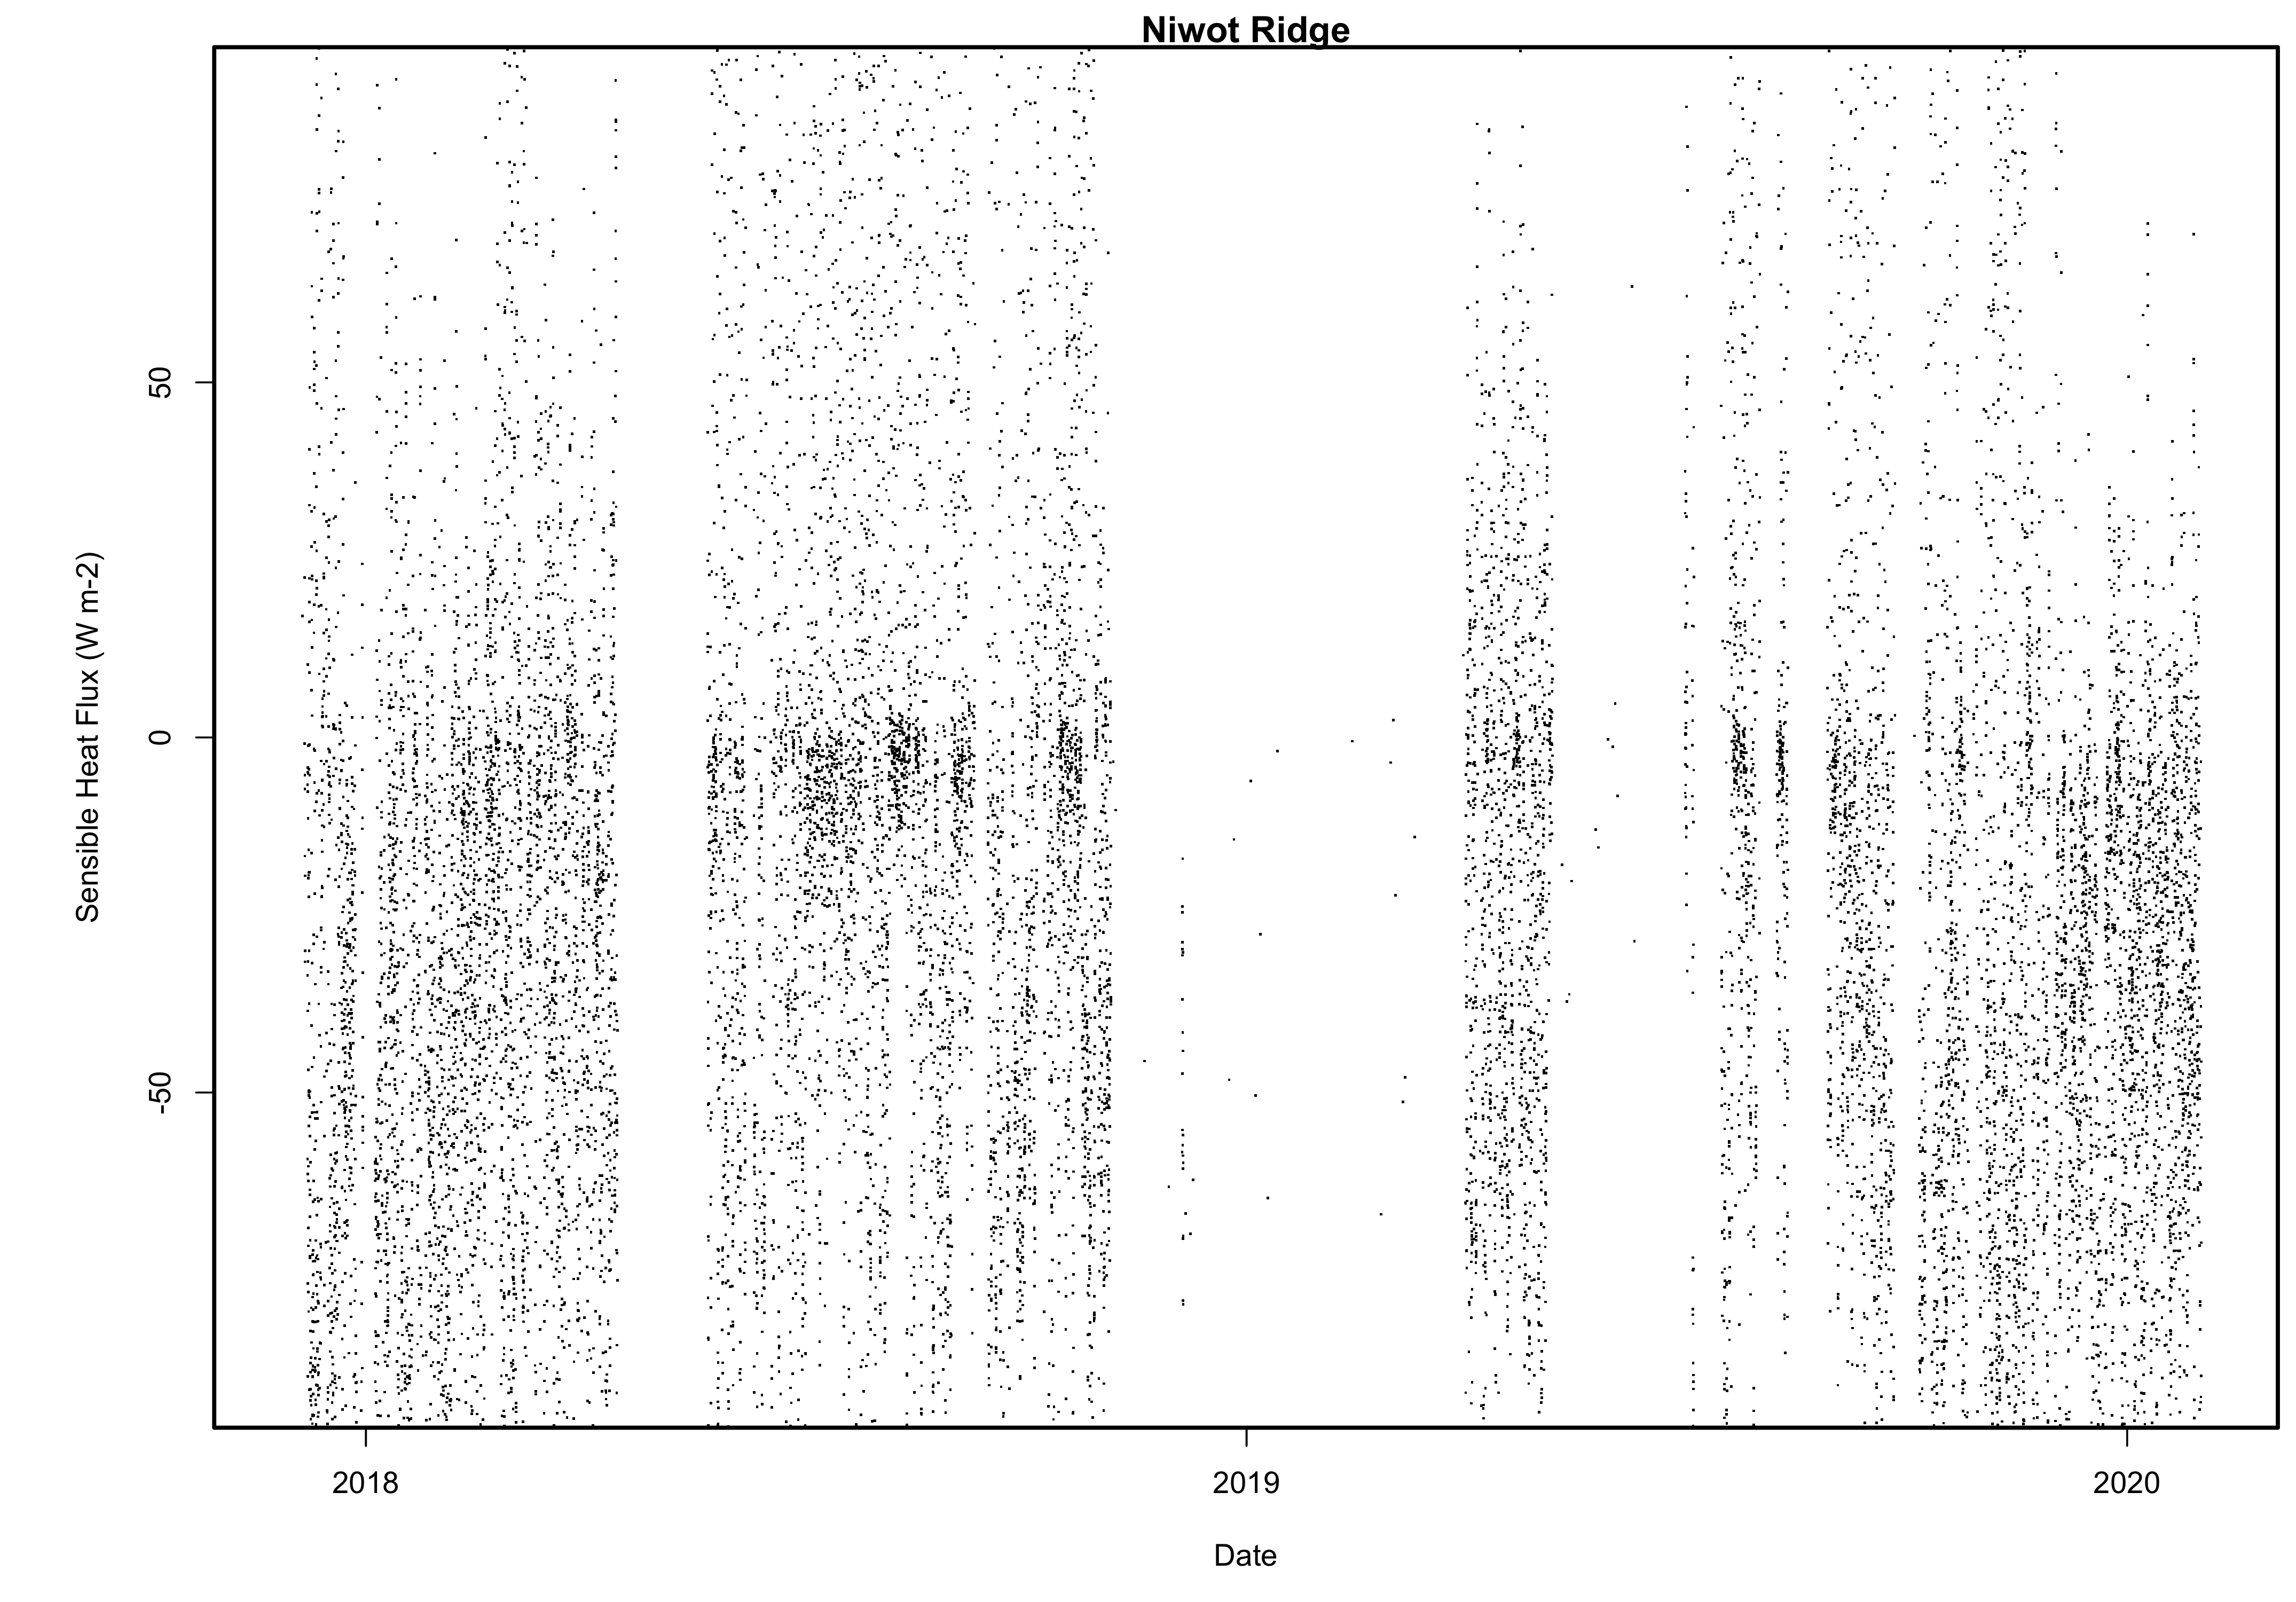 Niwot Ridge
Sensible Heat Flux (W m-2)
50
0
-50
2018
2019
2020
Date